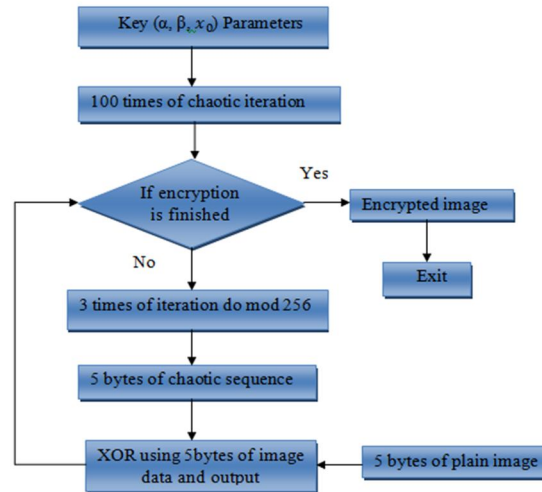 Key (α, β, x₀) Parameters
100 times of chaotic iteration
If encryption
is finished
Yes
Encrypted image
Exit
No
3 times of iteration do mod 256
5 bytes of chaotic sequence
XOR using 5bytes of image
data and output
5 bytes of plain image